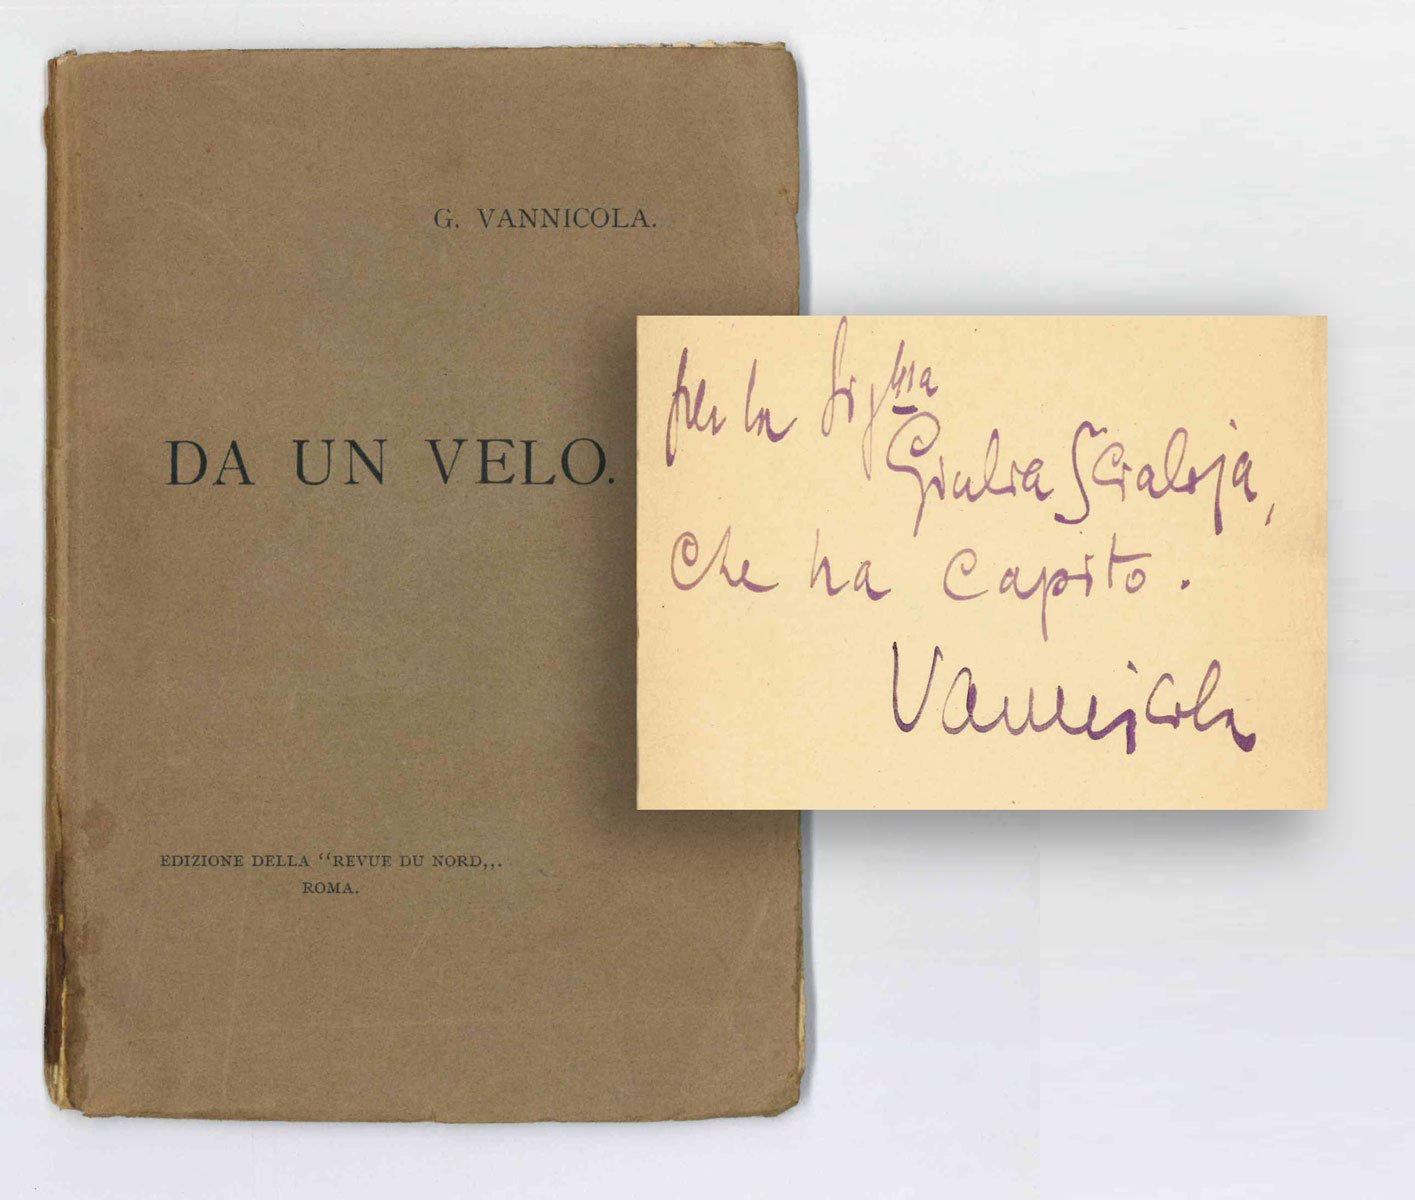 G. VANNICOLA.
DA UN VELO.
EDIZIONE DELLA “REVUE DU NORD„.
ROMA.
per la Sig.ra
Giulia Scialoja,
che ha capito.
Vannicola